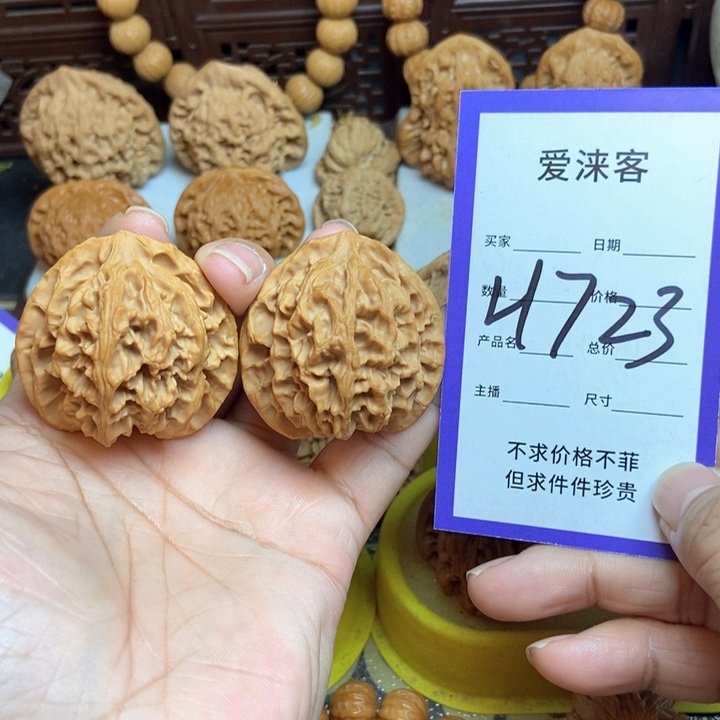 爱涞客
买家 日期
数量 价格
4723
产品名 总价
主播 尺寸
不求价格不菲
但求件件珍贵